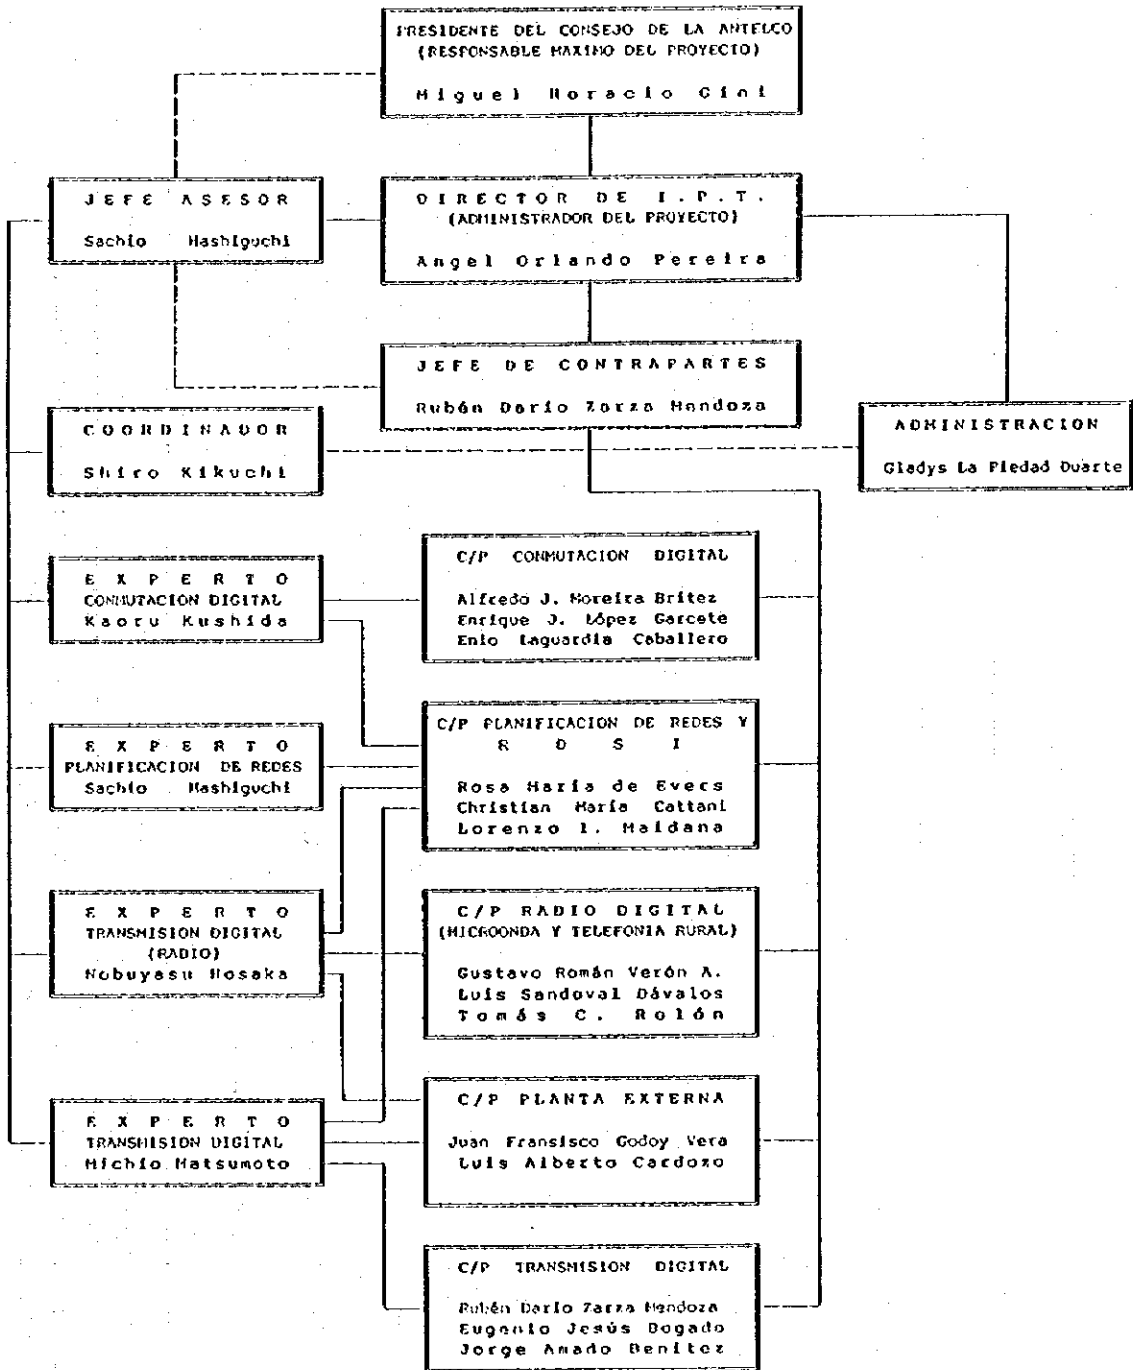 PRESIDENTE DEL CONSEJO DE LA ANTELCO
(RESPONSABLE MAXIMO DEL PROYECTO)
Miguel Horacio Gini
JEFE ASESOR
Sachio Hashiguchi
DIRECTOR DE I.P.T.
(ADMINISTRADOR DEL PROYECTO)
Angel Orlando Pereira
JEFE DE CONTRAPARTES
Rubén Darío Zarza Mendoza
COORDINADOR
Shiro Kikuchi
ADMINISTRACION
Gladys La Piedad Duarte
EXPERTO
CONMUTACION DIGITAL
Kaoru Kushida
C/P CONMUTACION DIGITAL
Alfredo J. Moreira Britez
Enrique J. López Garcete
Enio Laguardia Caballero
EXPERTO
PLANIFICACION DE REDES
Sachio Hashiguchi
C/P PLANIFICACION DE REDES Y
R D S I
Rosa María de Evers
Christian María Cattani
Lorenzo I. Maidana
EXPERTO
TRANSMISION DIGITAL
(RADIO)
Nobuyasu Hosaka
C/P RADIO DIGITAL
(MICROONDA Y TELEFONIA RURAL)
Gustavo Román Verón A.
Luis Sandoval Dávalos
Tomás C. Rolón
EXPERTO
TRANSMISION DIGITAL
Michio Matsumoto
C/P PLANTA EXTERNA
Juan Fransisco Godoy Vera
Luis Alberto Cardozo
C/P TRANSMISION DIGITAL
Rubén Darío Zarza Mendoza
Eugenio Jesús Bogado
Jorge Amado Benítez